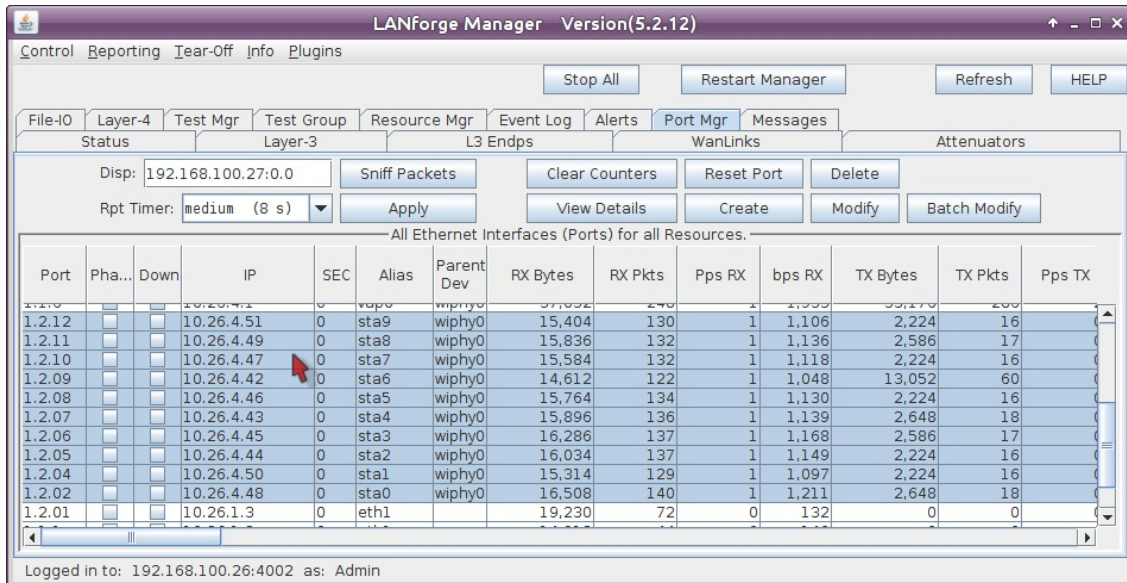 LANforge Manager Version(5.2.12)
Control Reporting Tear-Off Info Plugins
Stop All Restart Manager Refresh HELP
File-IO Layer-4 Test Mgr Test Group Resource Mgr Event Log Alerts Port Mgr Messages
Status Layer-3 L3 Endps WanLinks Attenuators
Disp: 192.168.100.27:0.0 Sniff Packets Clear Counters Reset Port Delete
Rpt Timer: medium (8 s) Apply View Details Create Modify Batch Modify
All Ethernet Interfaces (Ports) for all Resources.
Port Pha... Down IP SEC Alias Parent Dev RX Bytes RX Pkts Pps RX bps RX TX Bytes TX Pkts Pps TX
1.2.12 10.26.4.51 0 sta9 wiphy0 15,404 130 1 1,106 2,224 16
1.2.11 10.26.4.49 0 sta8 wiphy0 15,836 132 1 1,136 2,586 17
1.2.10 10.26.4.47 0 sta7 wiphy0 15,584 132 1 1,118 2,224 16
1.2.09 10.26.4.42 0 sta6 wiphy0 14,612 122 1 1,048 13,052 60
1.2.08 10.26.4.46 0 sta5 wiphy0 15,764 134 1 1,130 2,224 16
1.2.07 10.26.4.43 0 sta4 wiphy0 15,896 136 1 1,139 2,648 18
1.2.06 10.26.4.45 0 sta3 wiphy0 16,286 137 1 1,168 2,586 17
1.2.05 10.26.4.44 0 sta2 wiphy0 16,034 137 1 1,149 2,224 16
1.2.04 10.26.4.50 0 sta1 wiphy0 15,314 129 1 1,097 2,224 16
1.2.02 10.26.4.48 0 sta0 wiphy0 16,508 140 1 1,211 2,648 18
1.2.01 10.26.1.3 0 eth1 19,230 72 0 132 0 0
Logged in to: 192.168.100.26:4002 as: Admin